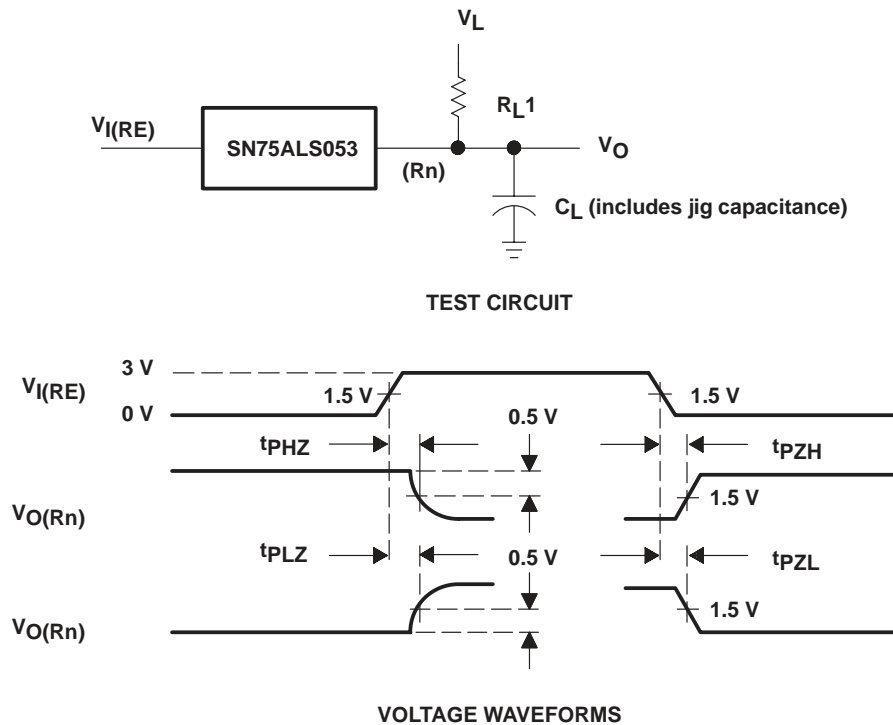 VL
RL1
VI(RE)
SN75ALS053
(Rn)
VO
CL (includes jig capacitance)
TEST CIRCUIT
3 V
VI(RE)
1.5 V
1.5 V
0 V
0.5 V
tPHZ
tPZH
VO(Rn)
1.5 V
tPLZ
0.5 V
tPZL
1.5 V
VO(Rn)
VOLTAGE WAVEFORMS